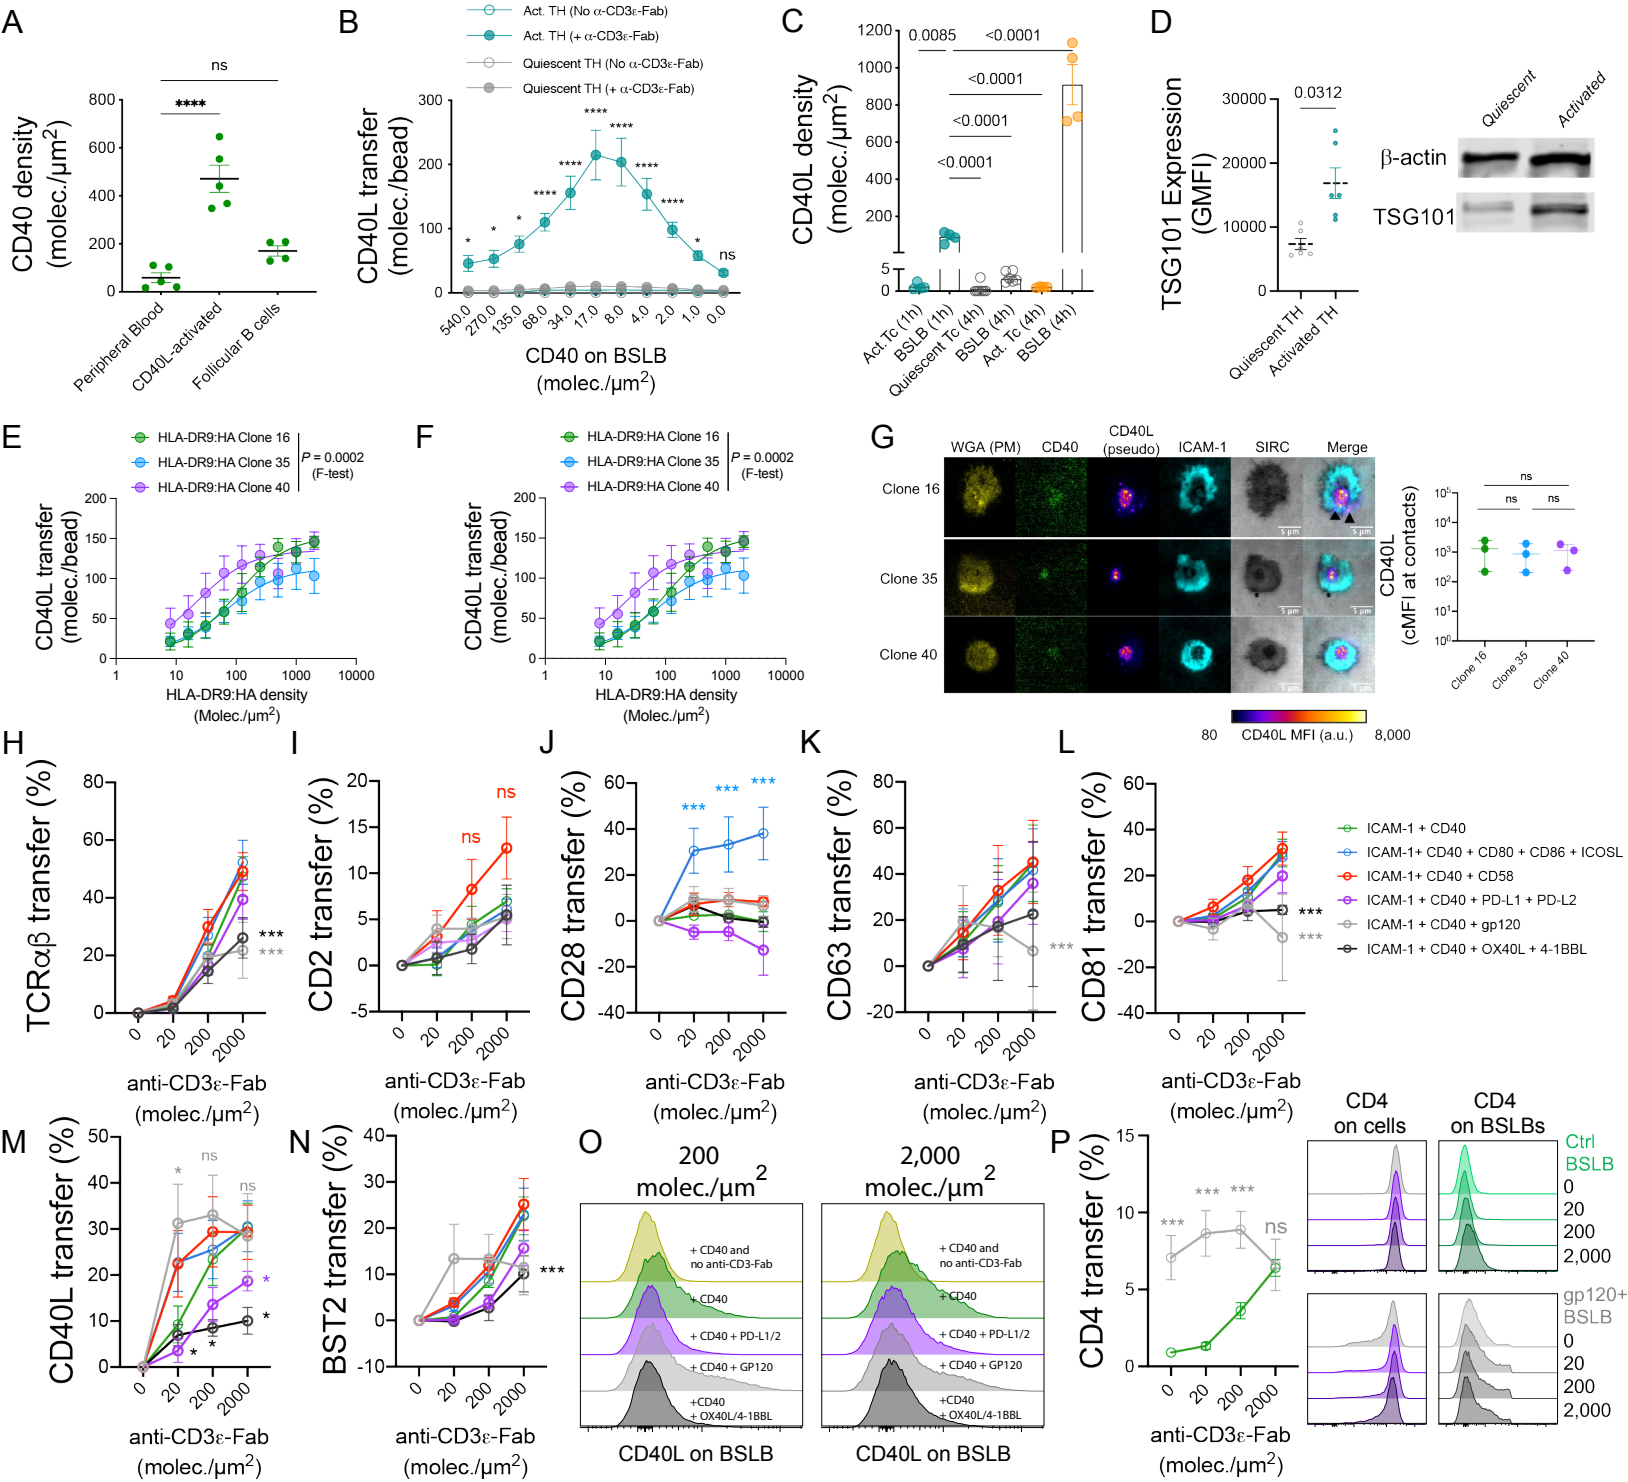 A
ns
****
CD40 density
(molec./µm²)
800
600
400
200
0
Peripheral Blood
CD40L-activated
Follicular B cells
B
Act. TH (No α-CD3ε-Fab)
Act. TH (+ α-CD3ε-Fab)
Quiescent TH (No α-CD3ε-Fab)
Quiescent TH (+ α-CD3ε-Fab)
CD40L transfer
(molec./bead)
300
200
100
0
* * * **** **** **** **** **** **** * ns
540.0 270.0 135.0 68.0 34.0 17.0 8.0 4.0 2.0 1.0 0.0
CD40 on BSLB
(molec./µm²)
C
CD40L density
(molec./µm²)
1200
1000
800
600
400
200
5
0
0.0085
<0.0001
<0.0001
<0.0001
<0.0001
Act.Tc (1h)
BSLB (1h)
Quiescent Tc (4h)
BSLB (4h)
Act. Tc (4h)
BSLB (4h)
D
TSG101 Expression
(GMFI)
30000
20000
10000
0
0.0312
Quiescent TH
Activated TH
Quiescent
Activated
β-actin
TSG101
E
HLA-DR9:HA Clone 16
HLA-DR9:HA Clone 35
HLA-DR9:HA Clone 40
P = 0.0002
(F-test)
CD40L transfer
(molec./bead)
200
150
100
50
0
1 10 100 1000 10000
HLA-DR9:HA density
(Molec./µm²)
F
HLA-DR9:HA Clone 16
HLA-DR9:HA Clone 35
HLA-DR9:HA Clone 40
P = 0.0002
(F-test)
CD40L transfer
(molec./bead)
200
150
100
50
0
1 10 100 1000 10000
HLA-DR9:HA density
(Molec./µm²)
G
WGA (PM) CD40 CD40L (pseudo) ICAM-1 SIRC Merge
Clone 16
Clone 35
Clone 40
5 µm 5 µm
5 µm 5 µm
80 CD40L MFI (a.u.) 8,000
CD40L
(cMFI at contacts)
10⁵
10⁴
10³
10²
10¹
10⁰
ns
ns ns
Clone 16
Clone 35
Clone 40
H
TCRαβ transfer (%)
80
60
40
20
0
***
***
0 20 200 2000
anti-CD3ε-Fab
(molec./µm²)
I
CD2 transfer (%)
20
15
10
5
0
-5
ns ns
0 20 200 2000
anti-CD3ε-Fab
(molec./µm²)
J
CD28 transfer (%)
60
40
20
0
-20
-40
*** *** ***
0 20 200 2000
anti-CD3ε-Fab
(molec./µm²)
K
CD63 transfer (%)
80
60
40
20
0
-20
***
0 20 200 2000
anti-CD3ε-Fab
(molec./µm²)
L
CD81 transfer (%)
60
40
20
0
-20
-40
***
***
0 20 200 2000
anti-CD3ε-Fab
(molec./µm²)
ICAM-1 + CD40
ICAM-1+ CD40 + CD80 + CD86 + ICOSL
ICAM-1+ CD40 + CD58
ICAM-1 + CD40 + PD-L1 + PD-L2
ICAM-1 + CD40 + gp120
ICAM-1 + CD40 + OX40L + 4-1BBL
M
CD40L transfer (%)
50
40
30
20
10
0
* ns ns
*
*
* *
0 20 200 2000
anti-CD3ε-Fab
(molec./µm²)
N
BST2 transfer (%)
40
30
20
10
0
-10
***
0 20 200 2000
anti-CD3ε-Fab
(molec./µm²)
O
200
molec./µm²
+ CD40 and
no anti-CD3-Fab
+ CD40
+ CD40 + PD-L1/2
+ CD40 + GP120
+CD40
+ OX40L/4-1BBL
CD40L on BSLB
2,000
molec./µm²
+ CD40 and
no anti-CD3-Fab
+ CD40
+ CD40 + PD-L1/2
+ CD40 + GP120
+CD40
+ OX40L/4-1BBL
CD40L on BSLB
P
CD4 transfer (%)
15
10
5
0
*** *** *** ns
0 20 200 2000
anti-CD3ε-Fab
(molec./µm²)
CD4
on cells
CD4
on BSLBs
Ctrl
BSLB
0
20
200
2,000
gp120+
BSLB
0
20
200
2,000